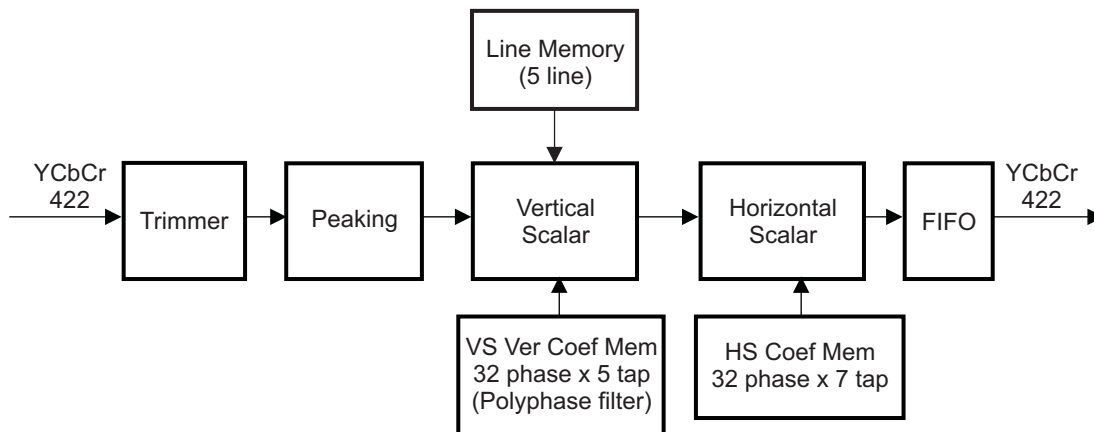 Line Memory
(5 line)
YCbCr
422
Trimmer
Peaking
Vertical
Scalar
Horizontal
Scalar
FIFO
YCbCr
422
VS Ver Coef Mem
32 phase x 5 tap
(Polyphase filter)
HS Coef Mem
32 phase x 7 tap